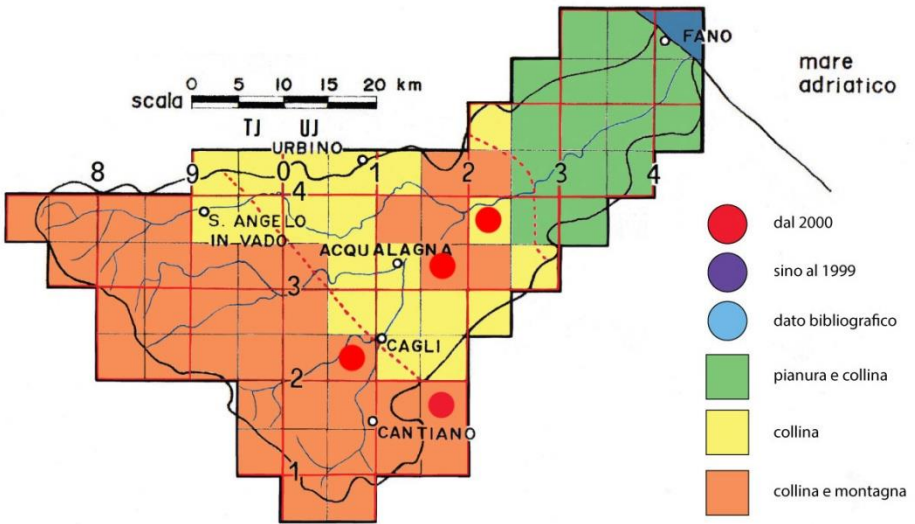 FANO
mare
adriatico
0 5 10 15 20 km
scala
TJ UJ
URBINO
8 9 0 1 2 3 4
4
S. ANGELO
IN VADO
ACQUALAGNA
3
CAGLI
2
CANTIANO
1
dal 2000
sino al 1999
dato bibliografico
pianura e collina
collina
collina e montagna